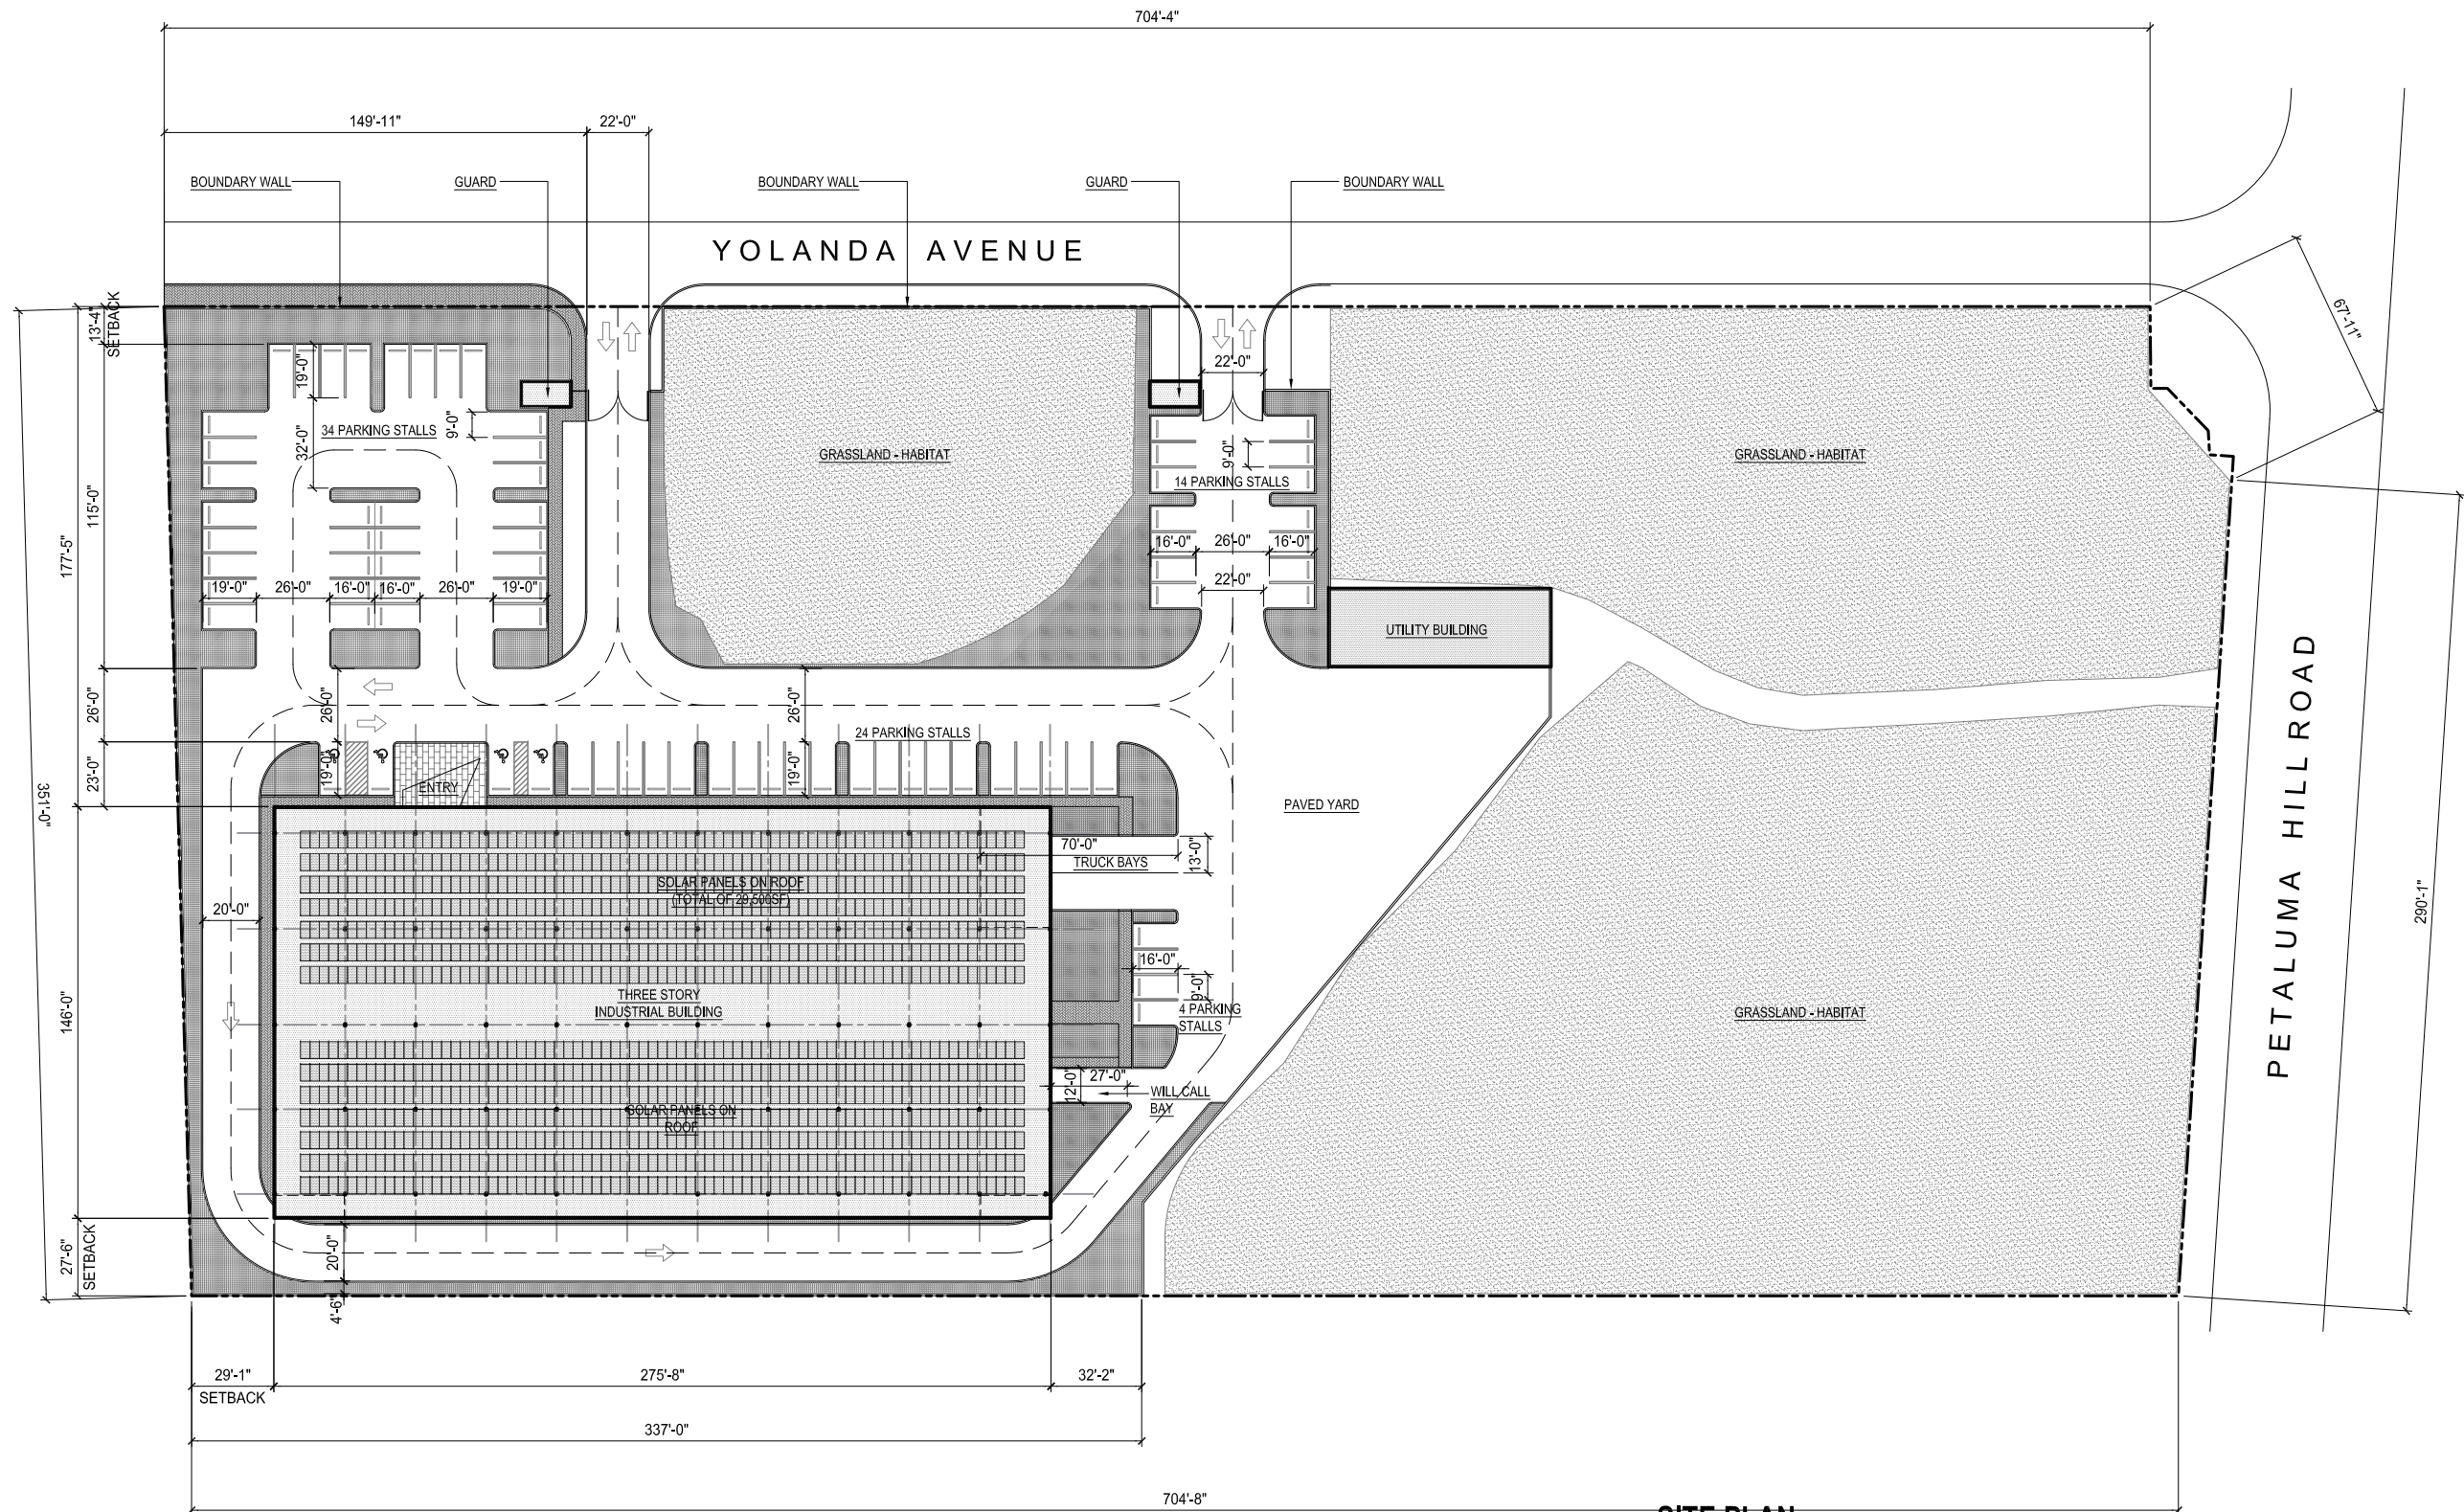 704'-4"
149'-11"
22'-0"
BOUNDARY WALL
GUARD
BOUNDARY WALL
GUARD
BOUNDARY WALL
YOLANDA AVENUE
13'-4"
SETBACK
67'-11"
19'-0"
22'-0"
34 PARKING STALLS
9'-0"
32'-0"
GRASSLAND - HABITAT
9'-0"
14 PARKING STALLS
GRASSLAND - HABITAT
115'-0"
177'-5"
16'-0"
26'-0"
16'-0"
22'-0"
19'-0"
26'-0"
16'-0"
16'-0"
26'-0"
19'-0"
UTILITY BUILDING
PETALUMA HILL ROAD
26'-0"
26'-0"
26'-0"
24 PARKING STALLS
23'-0"
19'-0"
19'-0"
ENTRY
351'-0"
PAVED YARD
70'-0"
TRUCK BAYS
13'-0"
SOLAR PANELS ON ROOF
(TOTAL OF 29,500SF)
20'-0"
290'-1"
16'-0"
9'-0"
THREE STORY
INDUSTRIAL BUILDING
4 PARKING
STALLS
146'-0"
GRASSLAND - HABITAT
12'-0"
27'-0"
WILL CALL
BAY
SOLAR PANELS ON
ROOF
27'-6"
SETBACK
20'-0"
4'-6"
29'-1"
SETBACK
275'-8"
32'-2"
337'-0"
704'-8"
SITE PLAN